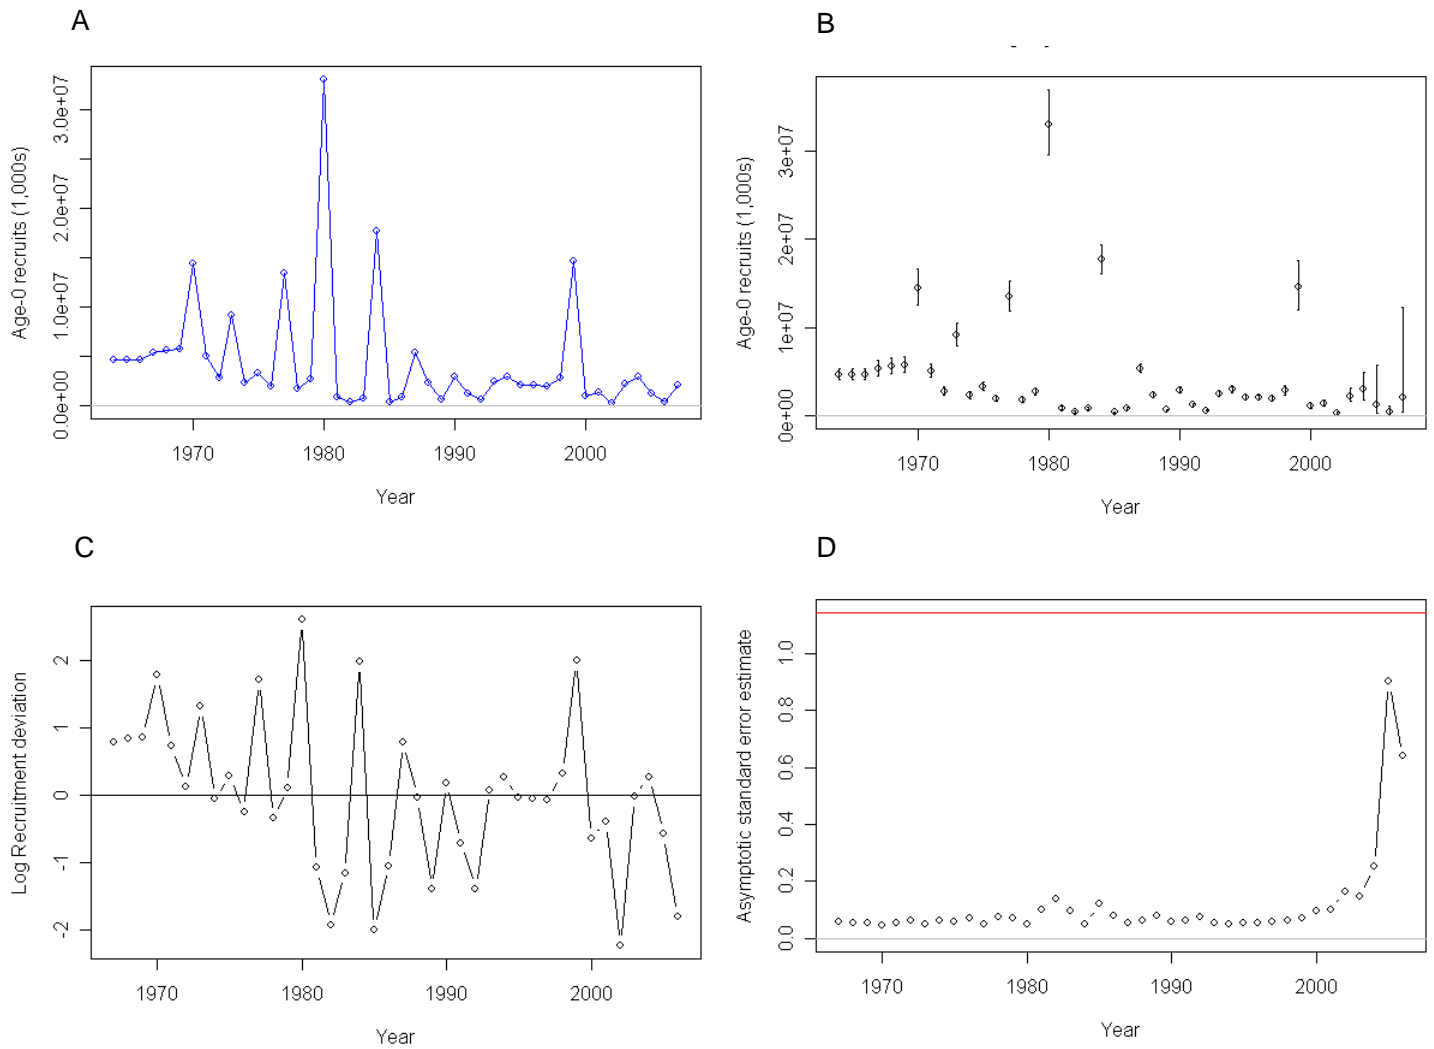 A
B
Age-0 recruits (1,000s)
0.0e+00 1.0e+07 2.0e+07 3.0e+07
1970 1980 1990 2000
Year
Age-0 recruits (1,000s)
0e+00 1e+07 2e+07 3e+07
1970 1980 1990 2000
Year
C
D
Log Recruitment deviation
-2 -1 0 1 2
1970 1980 1990 2000
Year
Asymptotic standard error estimate
0.0 0.2 0.4 0.6 0.8 1.0
1970 1980 1990 2000
Year